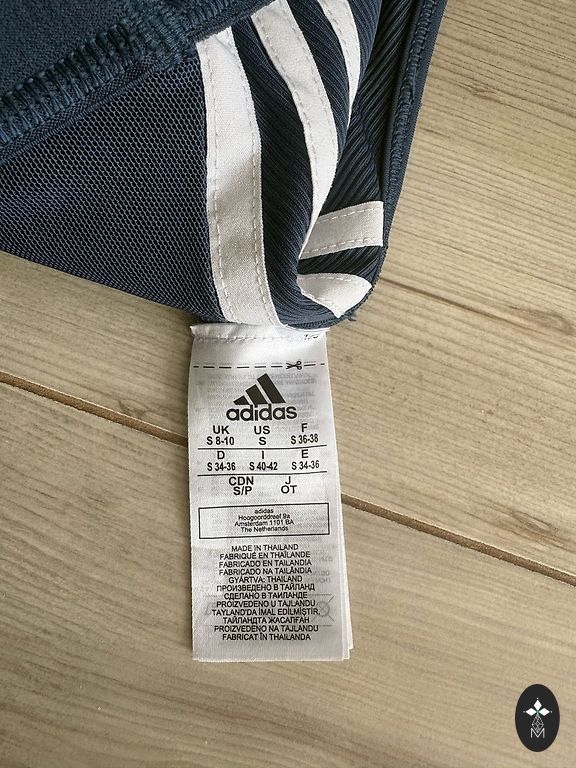 adidas
UK US F
S 8-10 S S 36-38
D I E
S 34-36 S 40-42 S 34-36
CDN J
S/P OT
adidas
Hoogoorddreef 9a
Amsterdam 1101 BA
The Netherlands
MADE IN THAILAND
FABRIQUÉ EN THAÏLANDE
FABRICADO EN TAILANDIA
FABRICADO NA TAILÂNDIA
GYÁRTVA: THAILAND
ПРОИЗВЕДЕНО В ТАЙЛАНД
СДЕЛАНО В ТАИЛАНДЕ
PROIZVEDENO U TAJLANDU
TAYLAND'DA İMAL EDİLMİŞTİR.
ТАЙЛАНДТА ЖАСАЛҒАН
PROIZVEDENO NA TAJLANDU
FABRICAT ÎN THAILANDA
M